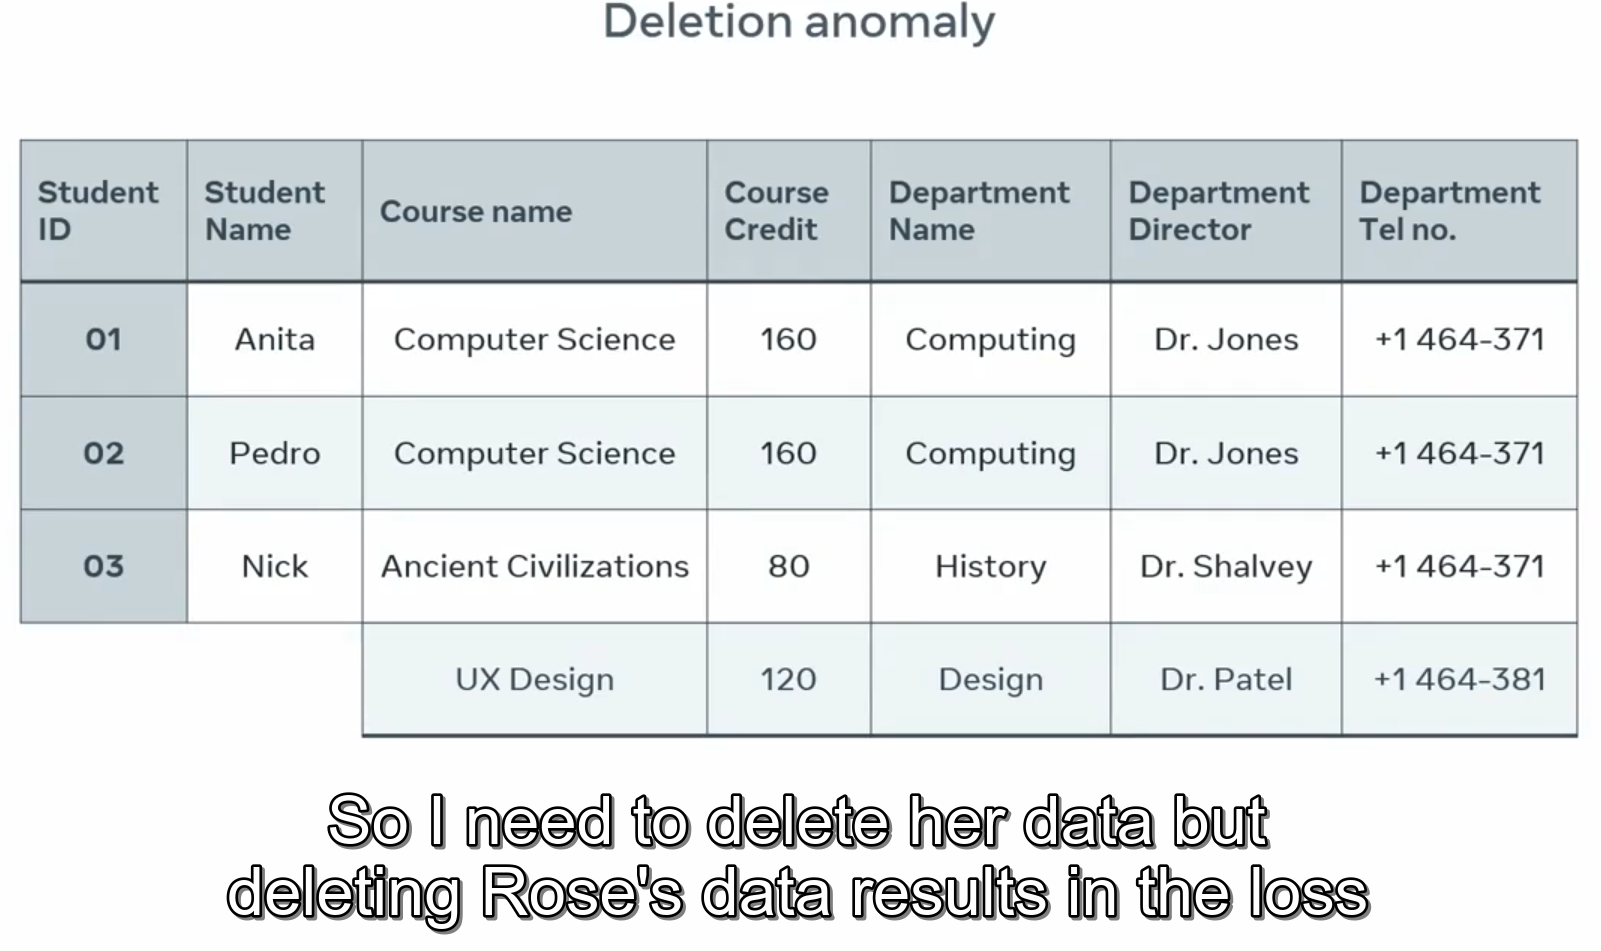 Deletion anomaly
Student ID | Student Name | Course name | Course Credit | Department Name | Department Director | Department Tel no.
01 | Anita | Computer Science | 160 | Computing | Dr. Jones | +1 464-371
02 | Pedro | Computer Science | 160 | Computing | Dr. Jones | +1 464-371
03 | Nick | Ancient Civilizations | 80 | History | Dr. Shalvey | +1 464-371
UX Design | 120 | Design | Dr. Patel | +1 464-381
So I need to delete her data but
deleting Rose's data results in the loss